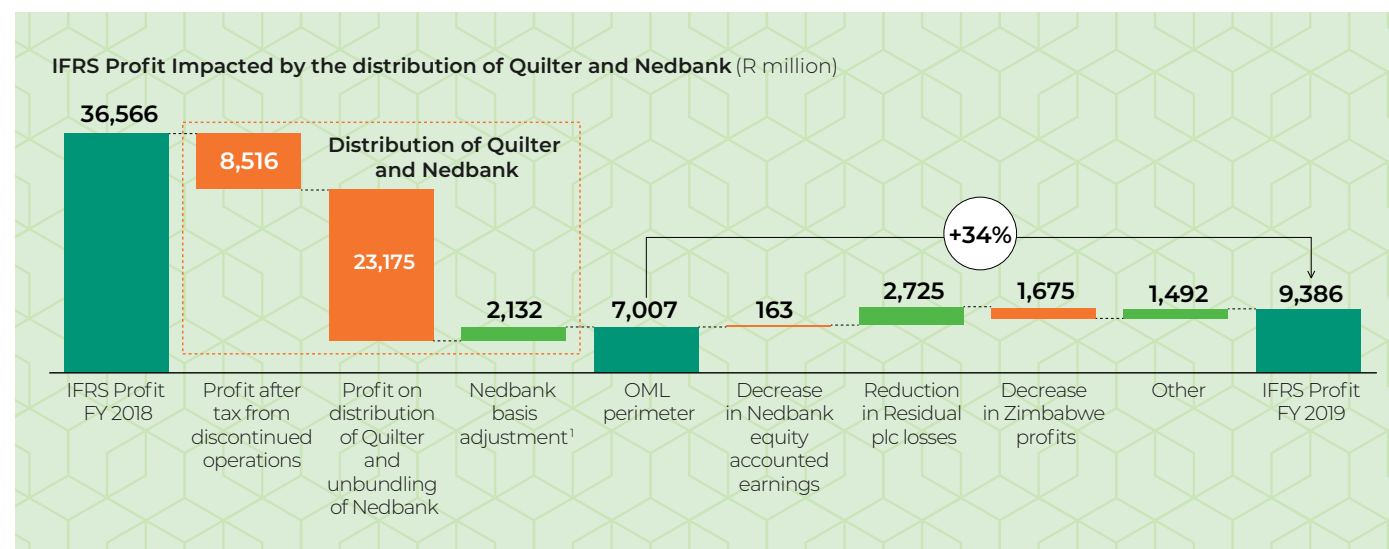 IFRS Profit Impacted by the distribution of Quilter and Nedbank (R million)
36,566
8,516
Distribution of Quilter
and Nedbank
23,175
2,132
7,007
163
2,725
1,675
1,492
9,386
+34%
IFRS Profit
FY 2018
Profit after
tax from
discontinued
operations
Profit on
distribution
of Quilter
and
unbundling
of Nedbank
Nedbank
basis
adjustment¹
OML
perimeter
Decrease
in Nedbank
equity
accounted
earnings
Reduction
in Residual
plc losses
Decrease
in Zimbabwe
profits
Other
IFRS Profit
FY 2019